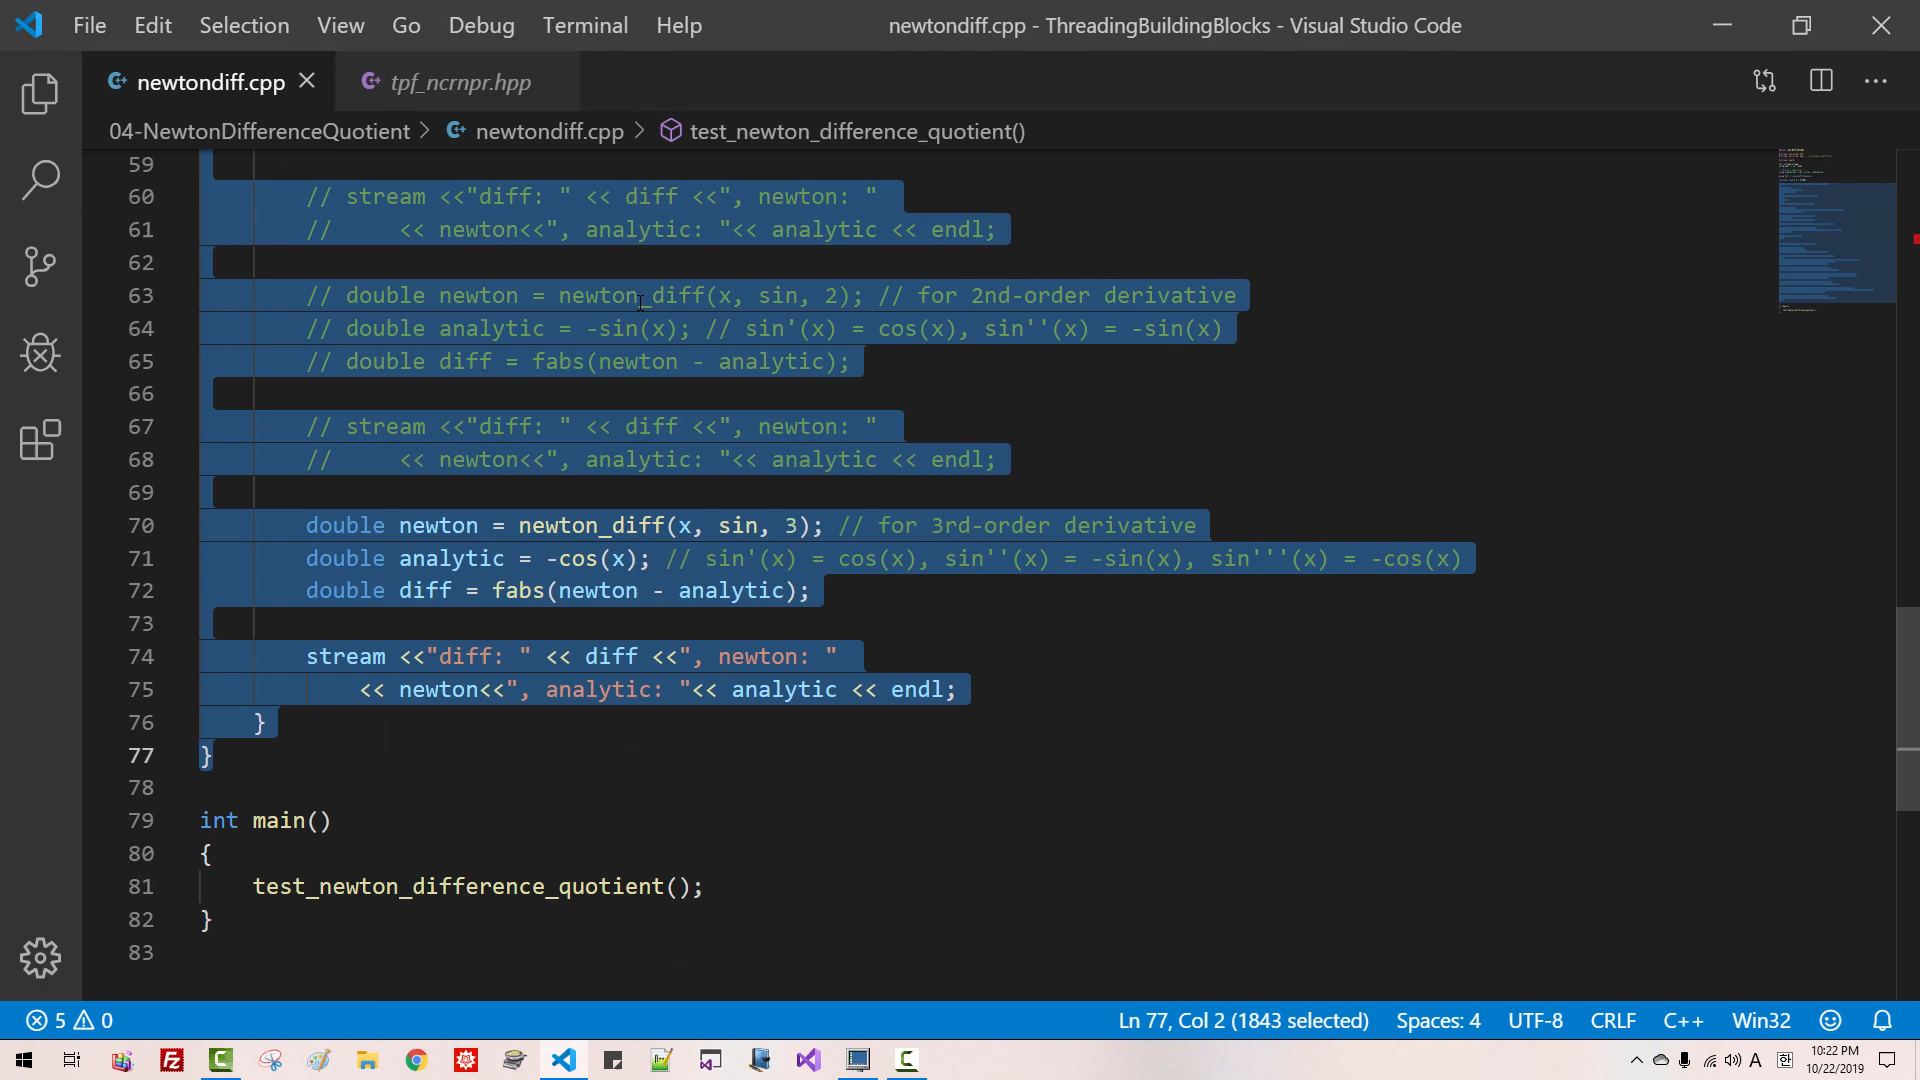 File Edit Selection View Go Debug Terminal Help newtondiff.cpp - ThreadingBuildingBlocks - Visual Studio Code
newtondiff.cpp tpf_ncrnpr.hpp
04-NewtonDifferenceQuotient > newtondiff.cpp > test_newton_difference_quotient()
59
60 // stream <<"diff: " << diff <<", newton: "
61 // << newton<<", analytic: "<< analytic << endl;
62
63 // double newton = newton_diff(x, sin, 2); // for 2nd-order derivative
64 // double analytic = -sin(x); // sin'(x) = cos(x), sin''(x) = -sin(x)
65 // double diff = fabs(newton - analytic);
66
67 // stream <<"diff: " << diff <<", newton: "
68 // << newton<<", analytic: "<< analytic << endl;
69
70 double newton = newton_diff(x, sin, 3); // for 3rd-order derivative
71 double analytic = -cos(x); // sin'(x) = cos(x), sin''(x) = -sin(x), sin'''(x) = -cos(x)
72 double diff = fabs(newton - analytic);
73
74 stream <<"diff: " << diff <<", newton: "
75 << newton<<", analytic: "<< analytic << endl;
76 }
77 }
78
79 int main()
80 {
81 test_newton_difference_quotient();
82 }
83
5 0 Ln 77, Col 2 (1843 selected) Spaces: 4 UTF-8 CRLF C++ Win32
A 한 10:22 PM
10/22/2019